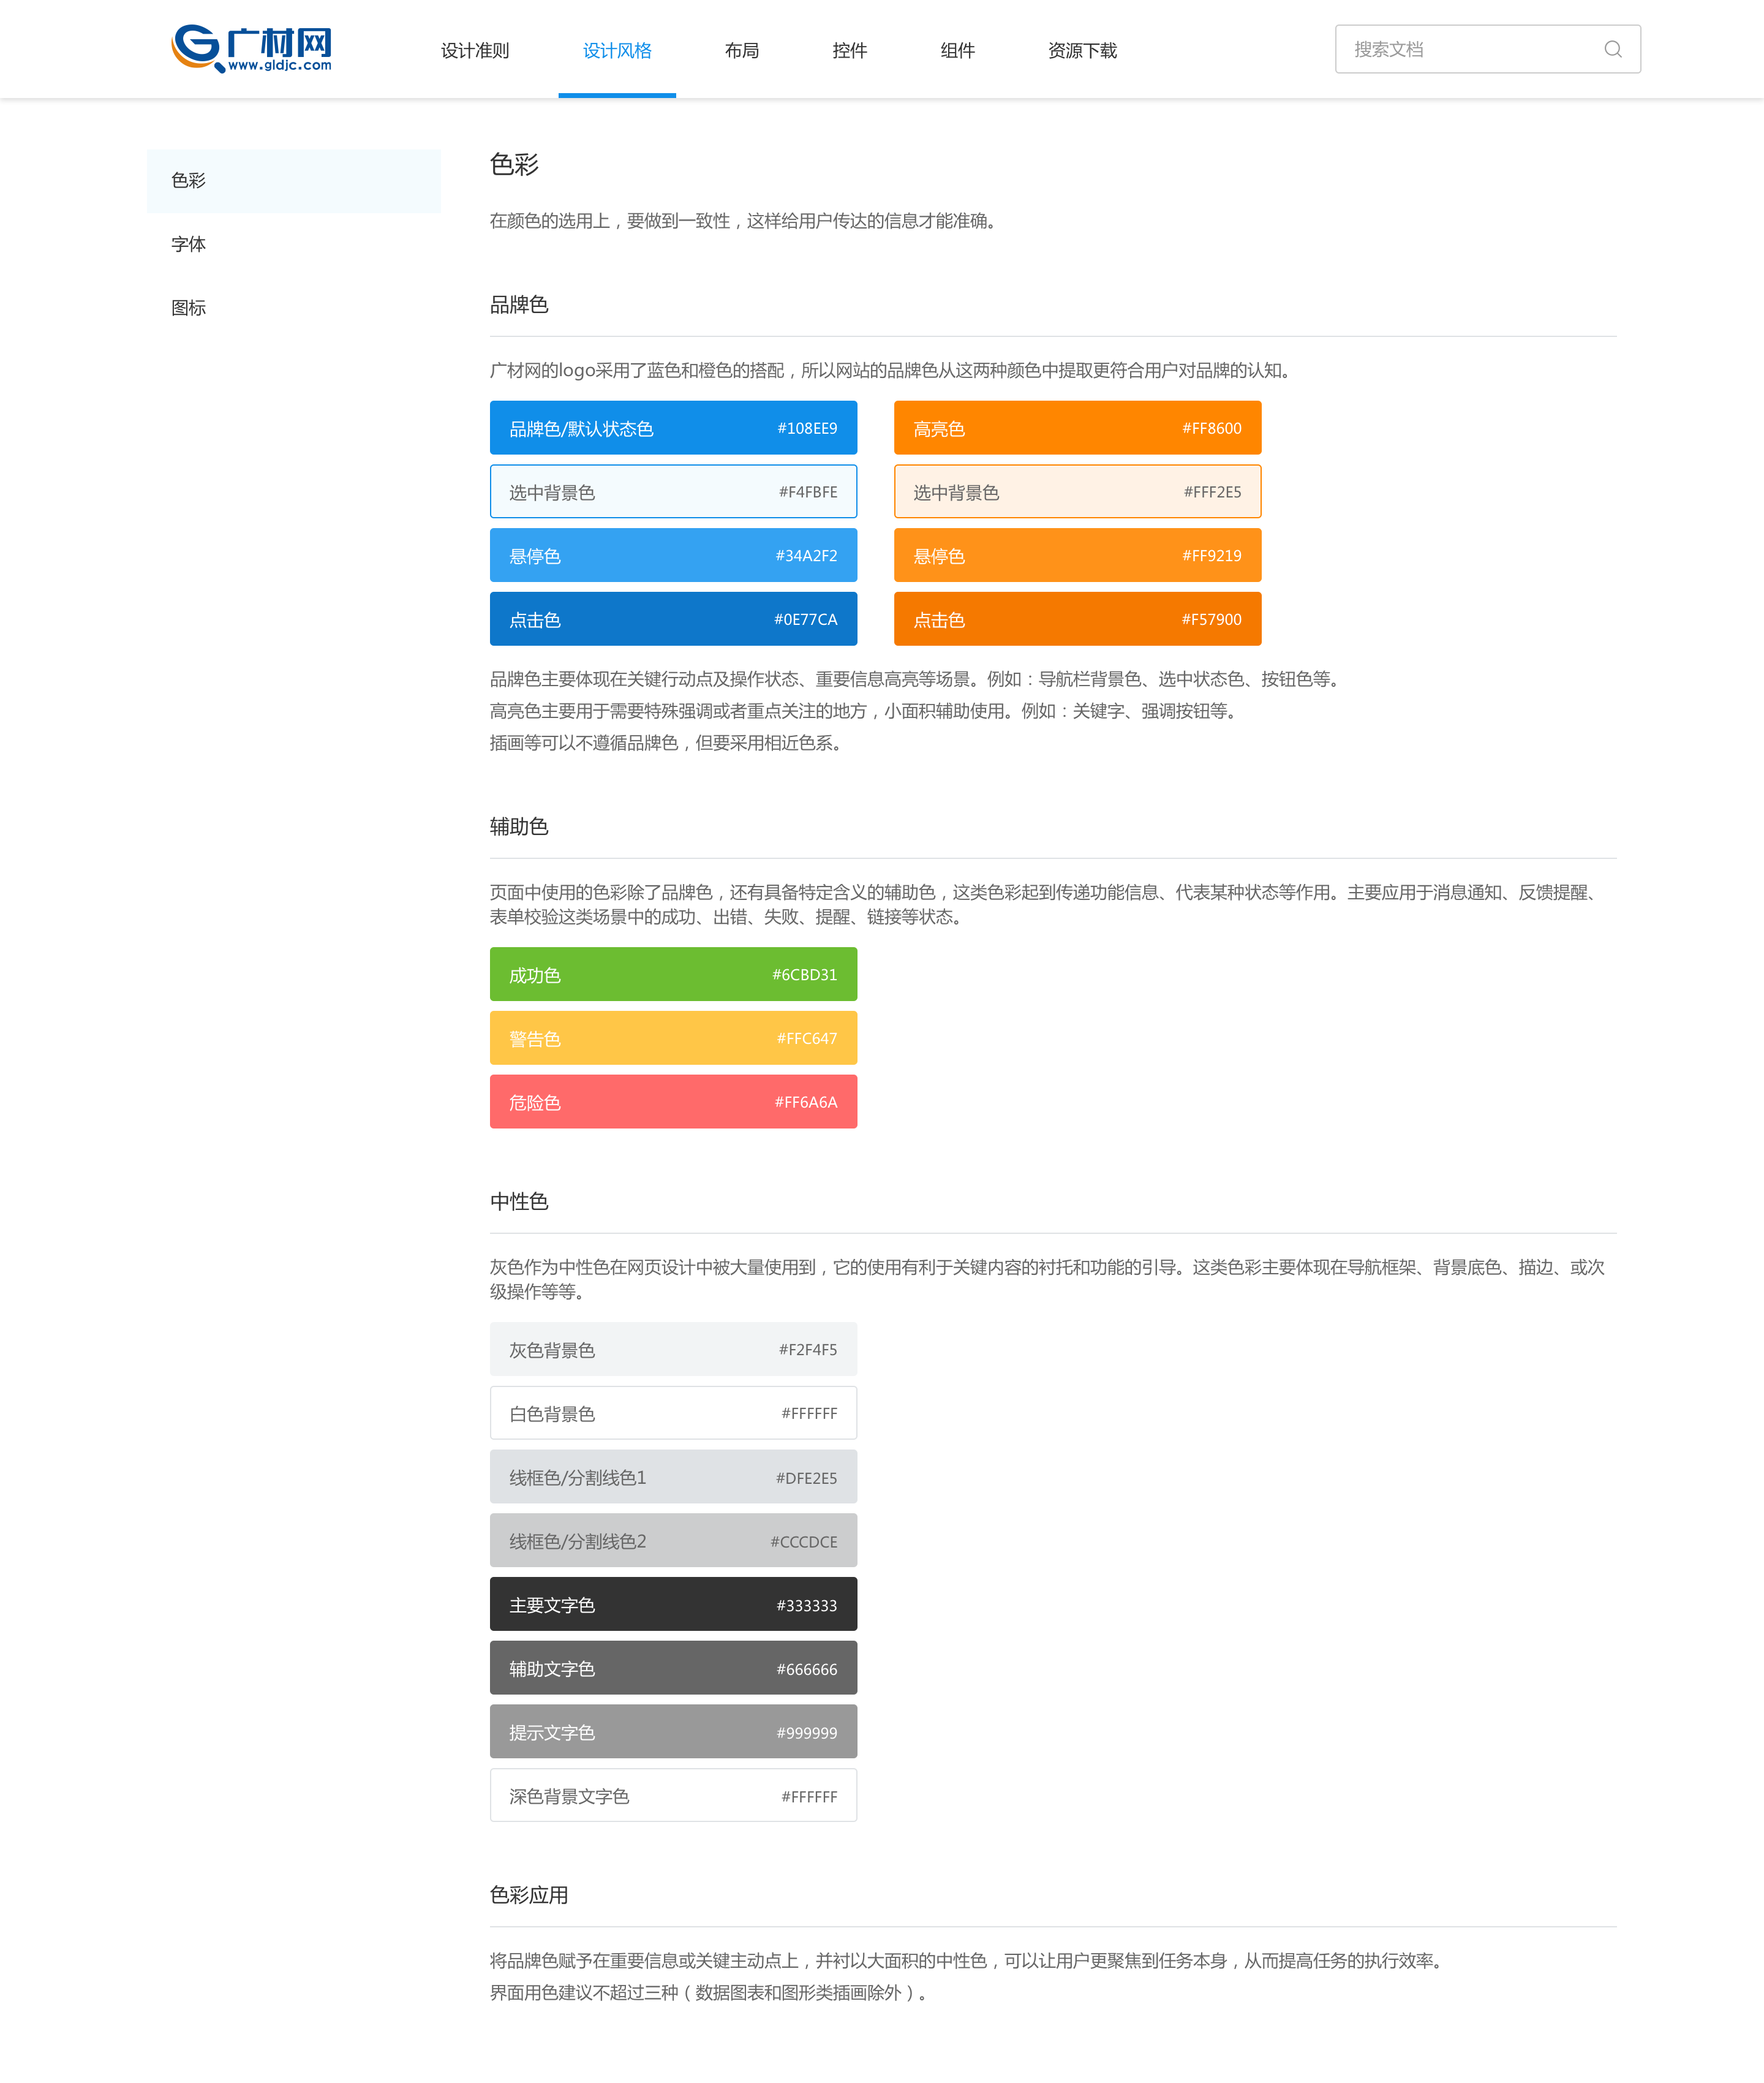 广材网
www.gldjc.com
设计准则
设计风格
布局
控件
组件
资源下载
搜索文档
色彩
字体
图标
色彩
在颜色的选用上，要做到一致性，这样给用户传达的信息才能准确。
品牌色
广材网的logo采用了蓝色和橙色的搭配，所以网站的品牌色从这两种颜色中提取更符合用户对品牌的认知。
品牌色/默认状态色 #108EE9
高亮色 #FF8600
选中背景色 #F4FBFE
选中背景色 #FFF2E5
悬停色 #34A2F2
悬停色 #FF9219
点击色 #0E77CA
点击色 #F57900
品牌色主要体现在关键行动点及操作状态、重要信息高亮等场景。例如：导航栏背景色、选中状态色、按钮色等。
高亮色主要用于需要特殊强调或者重点关注的地方，小面积辅助使用。例如：关键字、强调按钮等。
插画等可以不遵循品牌色，但要采用相近色系。
辅助色
页面中使用的色彩除了品牌色，还有具备特定含义的辅助色，这类色彩起到传递功能信息、代表某种状态等作用。主要应用于消息通知、反馈提醒、
表单校验这类场景中的成功、出错、失败、提醒、链接等状态。
成功色 #6CBD31
警告色 #FFC647
危险色 #FF6A6A
中性色
灰色作为中性色在网页设计中被大量使用到，它的使用有利于关键内容的衬托和功能的引导。这类色彩主要体现在导航框架、背景底色、描边、或次
级操作等等。
灰色背景色 #F2F4F5
白色背景色 #FFFFFF
线框色/分割线色1 #DFE2E5
线框色/分割线色2 #CCCDCE
主要文字色 #333333
辅助文字色 #666666
提示文字色 #999999
深色背景文字色 #FFFFFF
色彩应用
将品牌色赋予在重要信息或关键主动点上，并衬以大面积的中性色，可以让用户更聚焦到任务本身，从而提高任务的执行效率。
界面用色建议不超过三种（数据图表和图形类插画除外）。